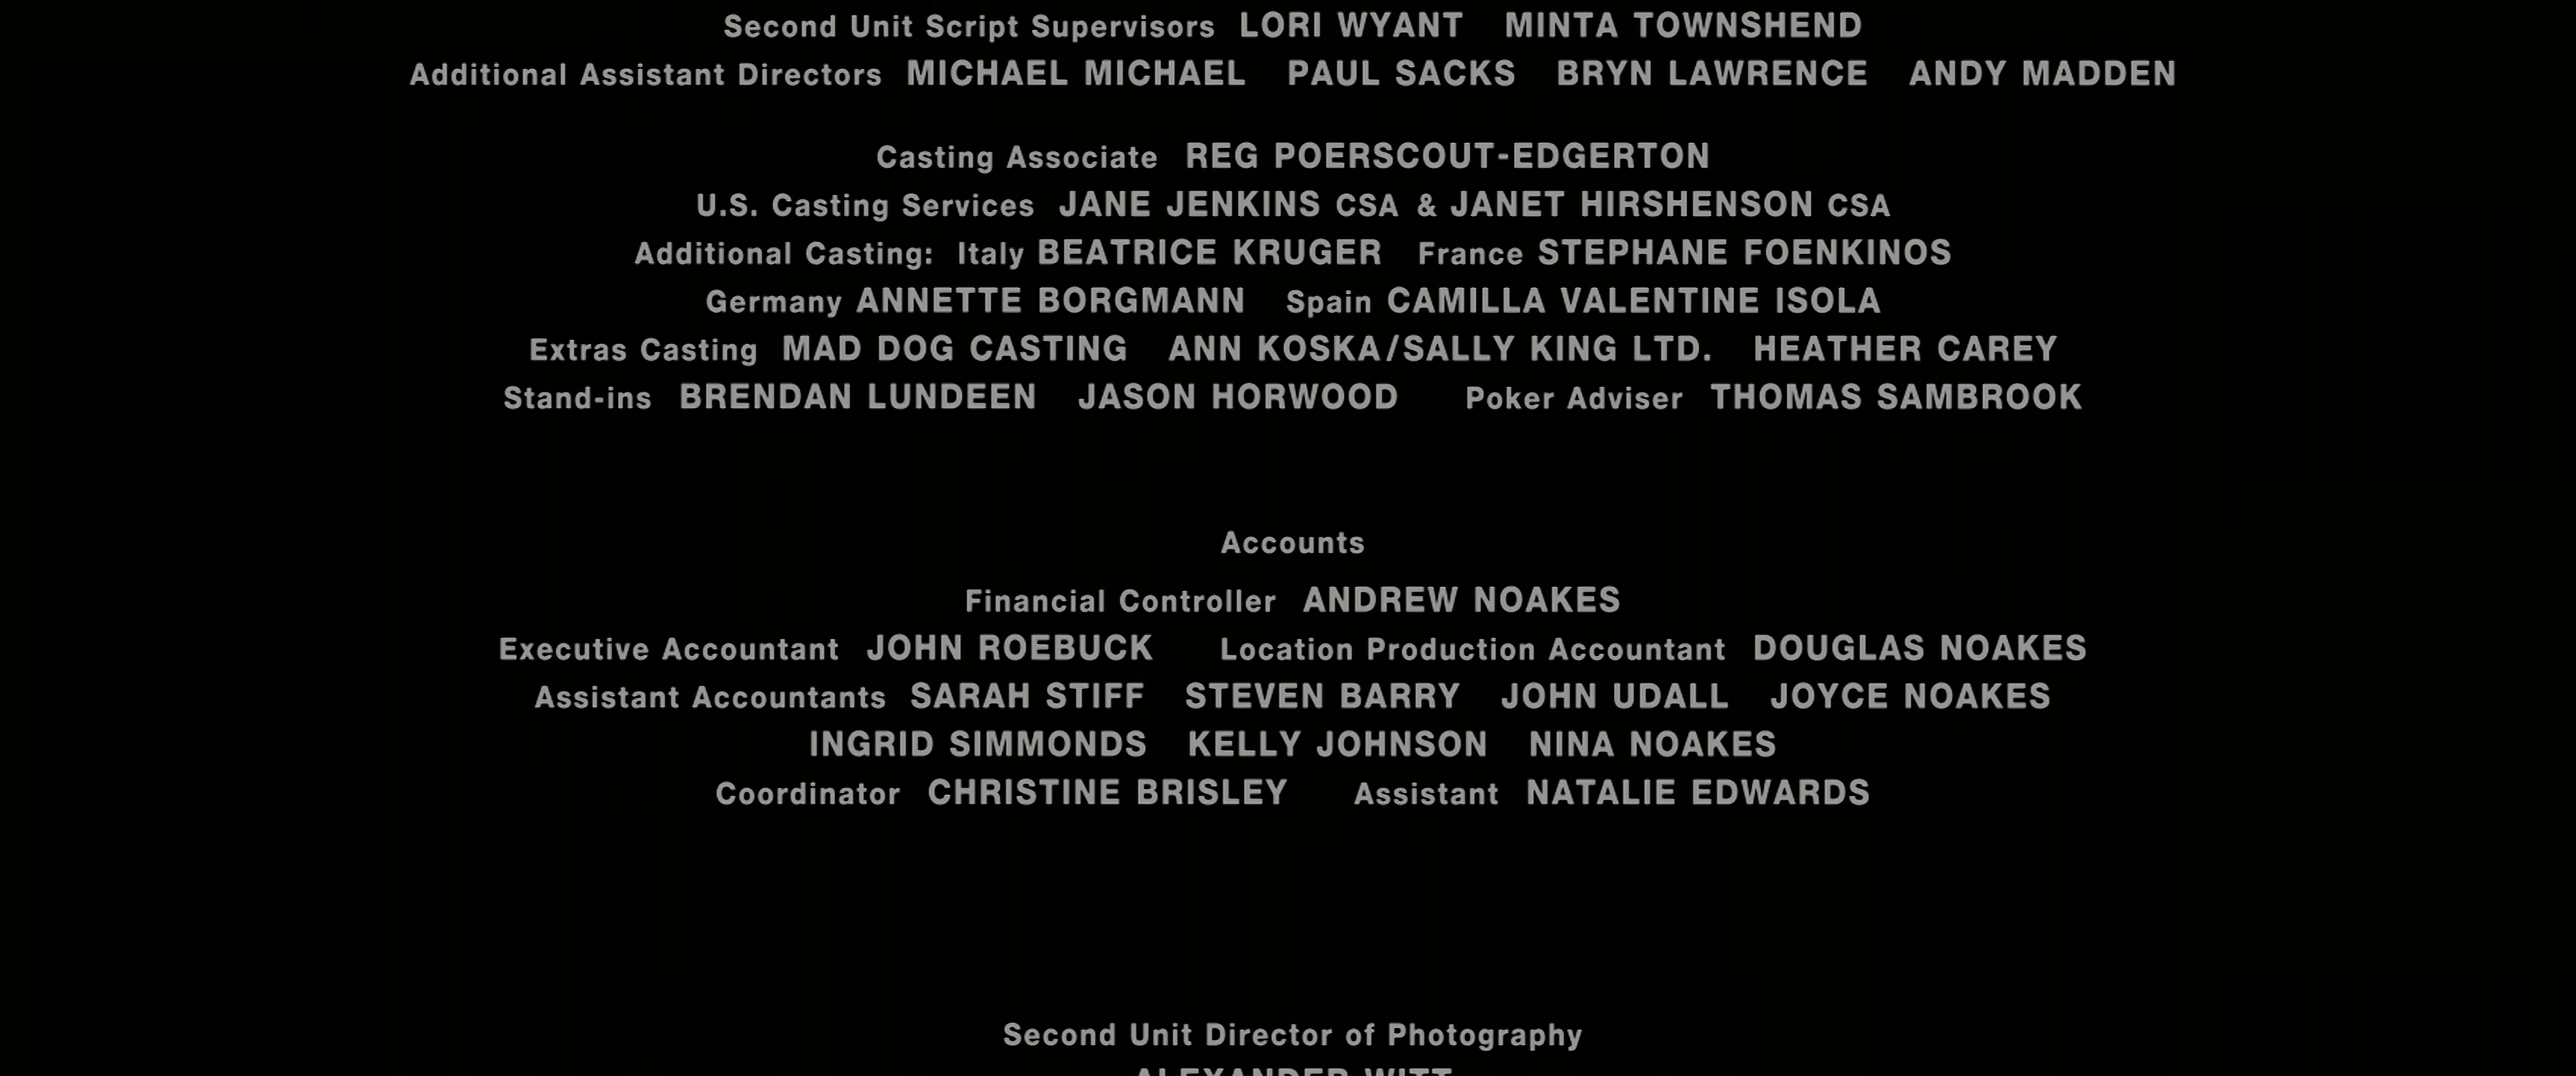 Second Unit Script Supervisors LORI WYANT MINTA TOWNSHEND
Additional Assistant Directors MICHAEL MICHAEL PAUL SACKS BRYN LAWRENCE ANDY MADDEN
Casting Associate REG POERSCOUT-EDGERTON
U.S. Casting Services JANE JENKINS CSA & JANET HIRSHENSON CSA
Additional Casting: Italy BEATRICE KRUGER France STEPHANE FOENKINOS
Germany ANNETTE BORGMANN Spain CAMILLA VALENTINE ISOLA
Extras Casting MAD DOG CASTING ANN KOSKA/SALLY KING LTD. HEATHER CAREY
Stand-ins BRENDAN LUNDEEN JASON HORWOOD Poker Adviser THOMAS SAMBROOK
Accounts
Financial Controller ANDREW NOAKES
Executive Accountant JOHN ROEBUCK Location Production Accountant DOUGLAS NOAKES
Assistant Accountants SARAH STIFF STEVEN BARRY JOHN UDALL JOYCE NOAKES
INGRID SIMMONDS KELLY JOHNSON NINA NOAKES
Coordinator CHRISTINE BRISLEY Assistant NATALIE EDWARDS
Second Unit Director of Photography
ALEXANDER WITT